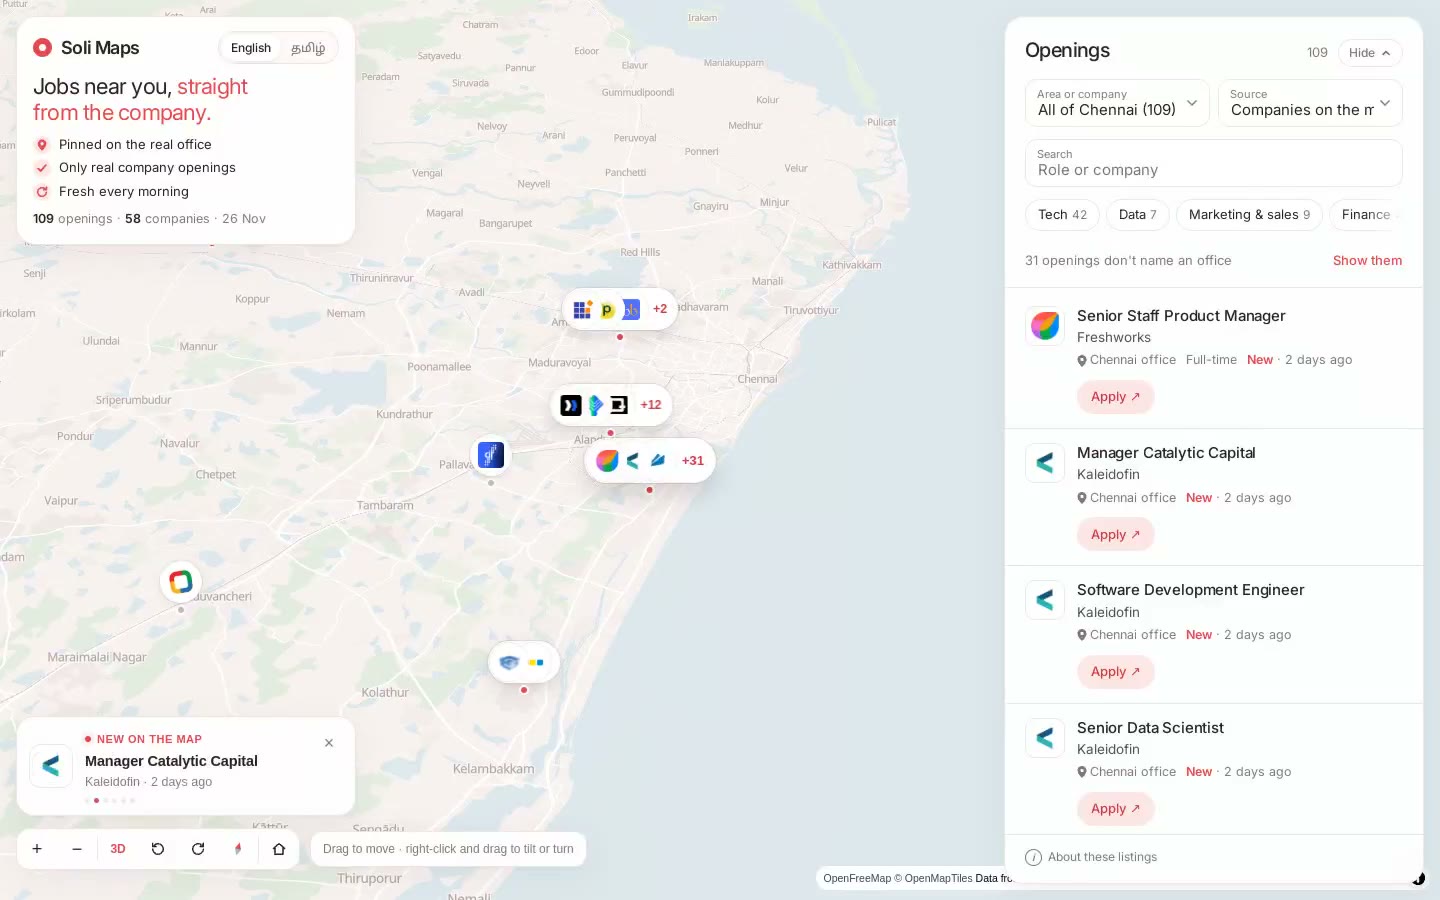 Soli Maps
English
தமிழ்
Jobs near you, straight
from the company.
Pinned on the real office
Only real company openings
Fresh every morning
109 openings · 58 companies · 26 Nov
Puttur
Arai
Chatram
Irakam
Satyavedu
Edoor
Elavur
Manlakuppam
Peradam
Siruvada
Pannur
Gummudipoondi
Kolur
Nelvoy
Arani
Peruvoyal
Medhur
Pulicat
Ponneri
Vengal
Neyveli
Panchetti
Velur
Magaral
Bangarupet
Gnayiru
Minjur
Red Hills
Kathivakkam
Senji
Thiruninravur
Manali
Koppur
Avadi
Nemam
Tiruvottiyur
+2
Ulundai
Mannur
Poonamallee
Maduravoyal
Chennai
Sriperumbudur
Kundrathur
+12
Pondur
Navalur
Chetpet
+31
Vaipur
Tambaram
Maraimalai Nagar
Kolathur
Kelambakkam
NEW ON THE MAP
Manager Catalytic Capital
Kaleidofin · 2 days ago
+ − 3D
Drag to move · right-click and drag to tilt or turn
Thiruporur
Nemali
OpenFreeMap © OpenMapTiles Data fro
Openings
109
Hide
Area or company
All of Chennai (109)
Source
Companies on the m
Search
Role or company
Tech 42
Data 7
Marketing & sales 9
Finance
31 openings don't name an office
Show them
Senior Staff Product Manager
Freshworks
Chennai office Full-time New · 2 days ago
Apply ↗
Manager Catalytic Capital
Kaleidofin
Chennai office New · 2 days ago
Apply ↗
Software Development Engineer
Kaleidofin
Chennai office New · 2 days ago
Apply ↗
Senior Data Scientist
Kaleidofin
Chennai office New · 2 days ago
Apply ↗
About these listings